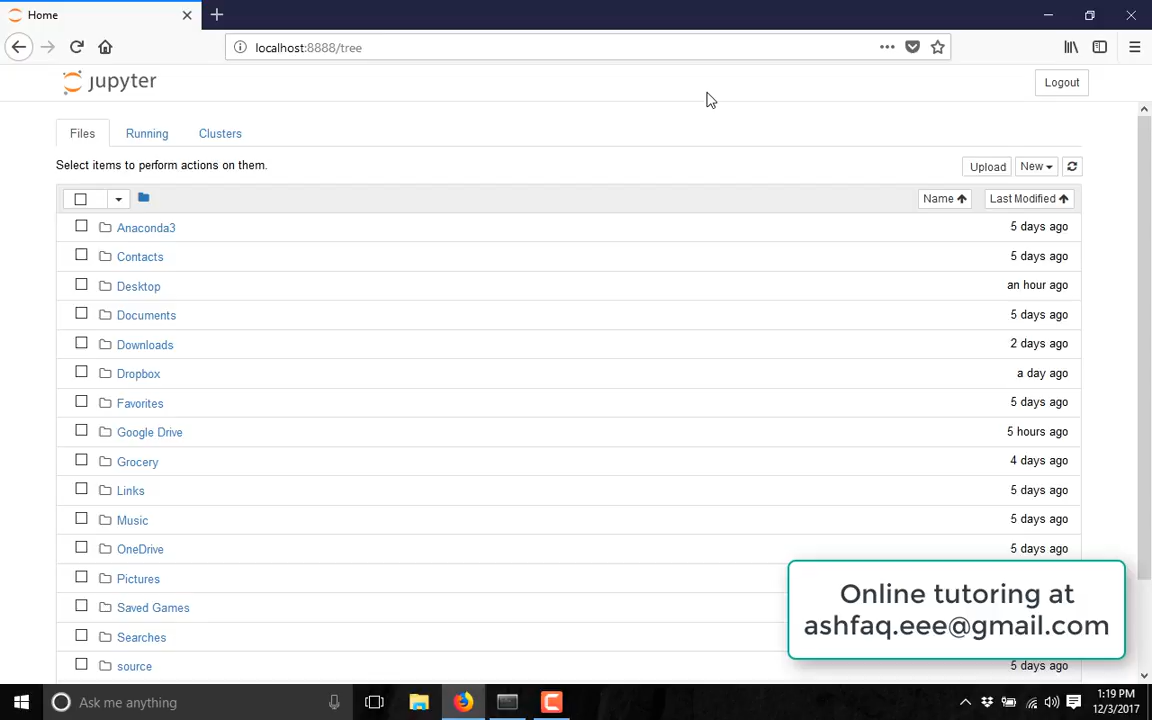 Home
localhost:8888/tree
jupyter
Logout
Files
Running
Clusters
Select items to perform actions on them.
Upload
New
Name
Last Modified
Anaconda3
5 days ago
Contacts
5 days ago
Desktop
an hour ago
Documents
5 days ago
Downloads
2 days ago
Dropbox
a day ago
Favorites
5 days ago
Google Drive
5 hours ago
Grocery
4 days ago
Links
5 days ago
Music
5 days ago
OneDrive
5 days ago
Pictures
Saved Games
Searches
source
5 days ago
Online tutoring at
ashfaq.eee@gmail.com
Ask me anything
1:19 PM
12/3/2017